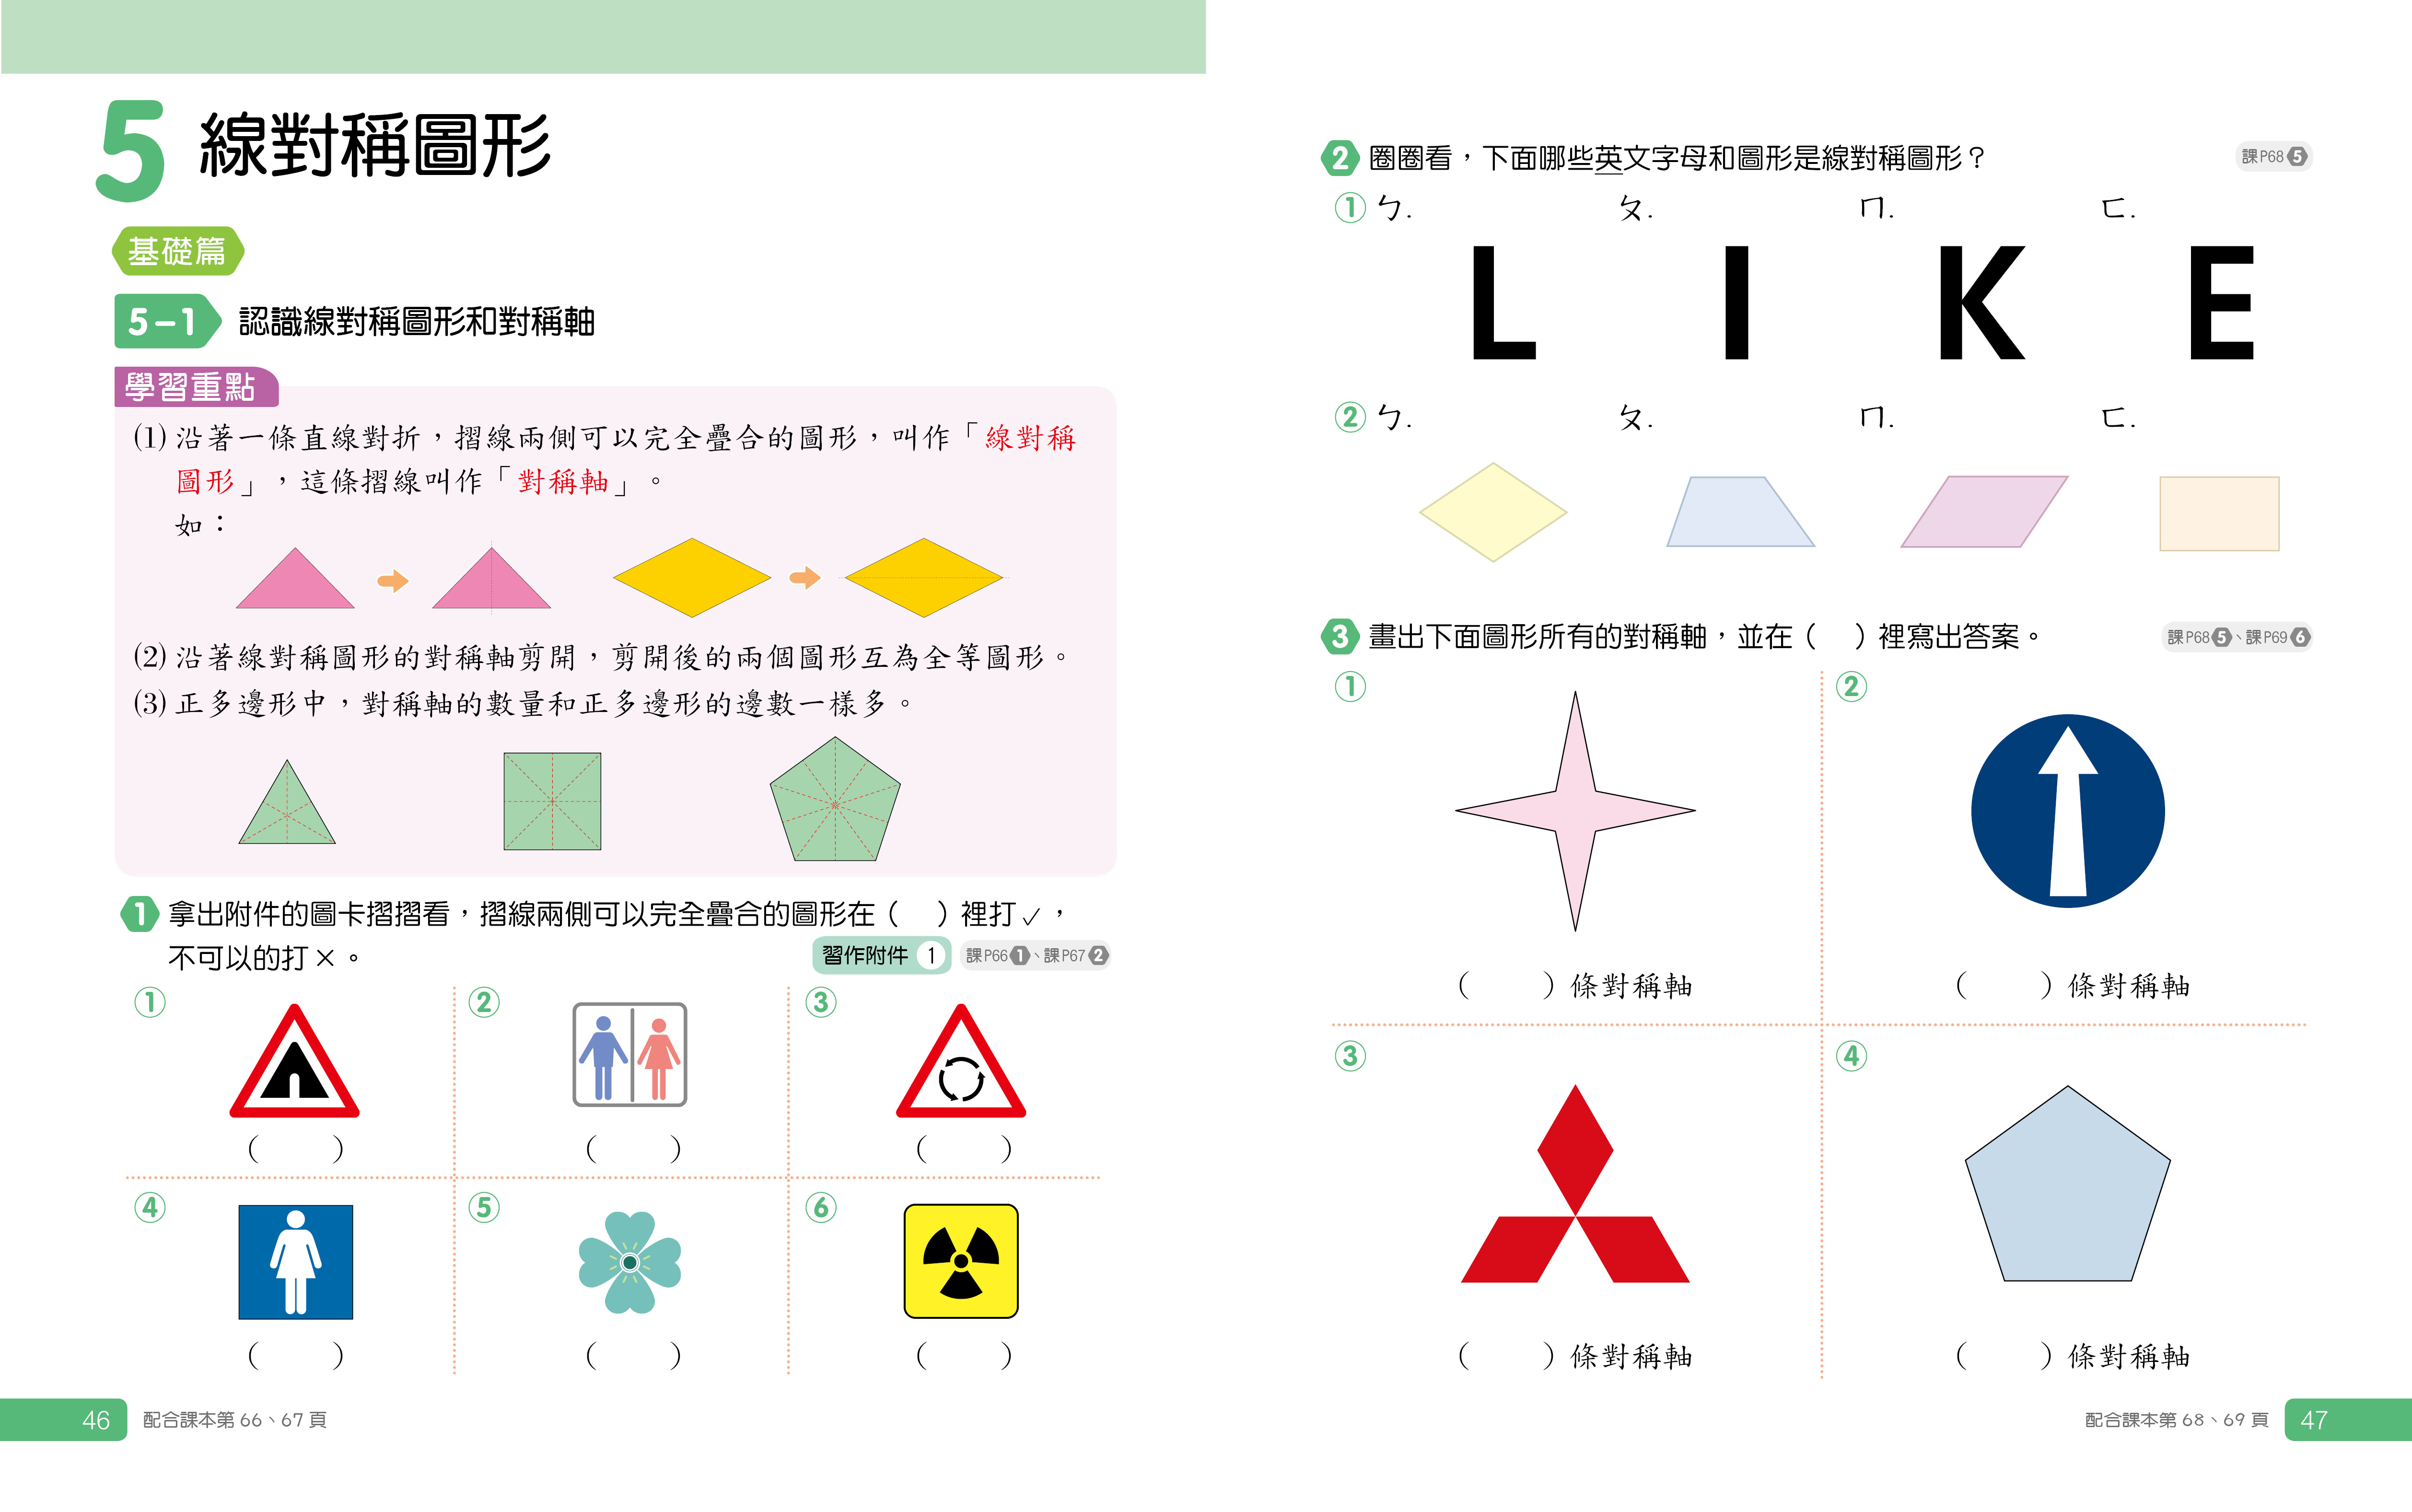 5 線對稱圖形
基礎篇
5-1 認識線對稱圖形和對稱軸
學習重點
(1) 沿著一條直線對折，摺線兩側可以完全疊合的圖形，叫作「線對稱
圖形」，這條摺線叫作「對稱軸」。
如：
(2) 沿著線對稱圖形的對稱軸剪開，剪開後的兩個圖形互為全等圖形。
(3) 正多邊形中，對稱軸的數量和正多邊形的邊數一樣多。
1 拿出附件的圖卡摺摺看，摺線兩側可以完全疊合的圖形在（　）裡打✓，
不可以的打×。
習作附件 1 課P66 1、課P67 2
① ② ③
（　） （　） （　）
④ ⑤ ⑥
（　） （　） （　）
46 配合課本第 66、67 頁
2 圈圈看，下面哪些英文字母和圖形是線對稱圖形？ 課P68 5
① ㄅ. ㄆ. ㄇ. ㄈ.
L I K E
② ㄅ. ㄆ. ㄇ. ㄈ.
3 畫出下面圖形所有的對稱軸，並在（　）裡寫出答案。 課P68 5、課P69 6
① ②
（　）條對稱軸 （　）條對稱軸
③ ④
（　）條對稱軸 （　）條對稱軸
配合課本第 68、69 頁 47